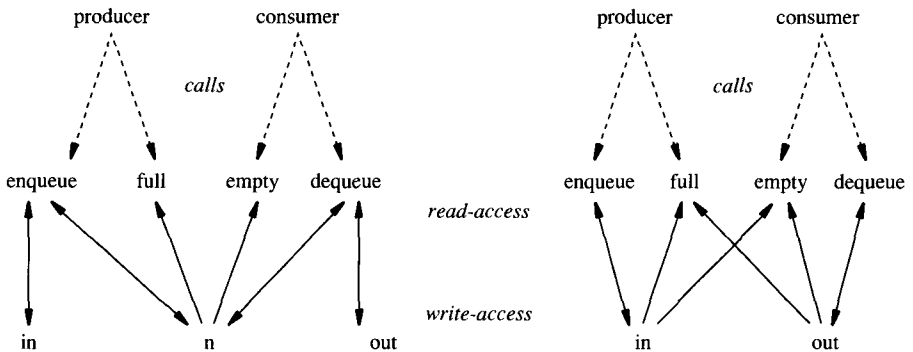 producer consumer producer consumer
calls calls
enqueue full empty dequeue enqueue full empty dequeue
read-access
write-access
in n out in out